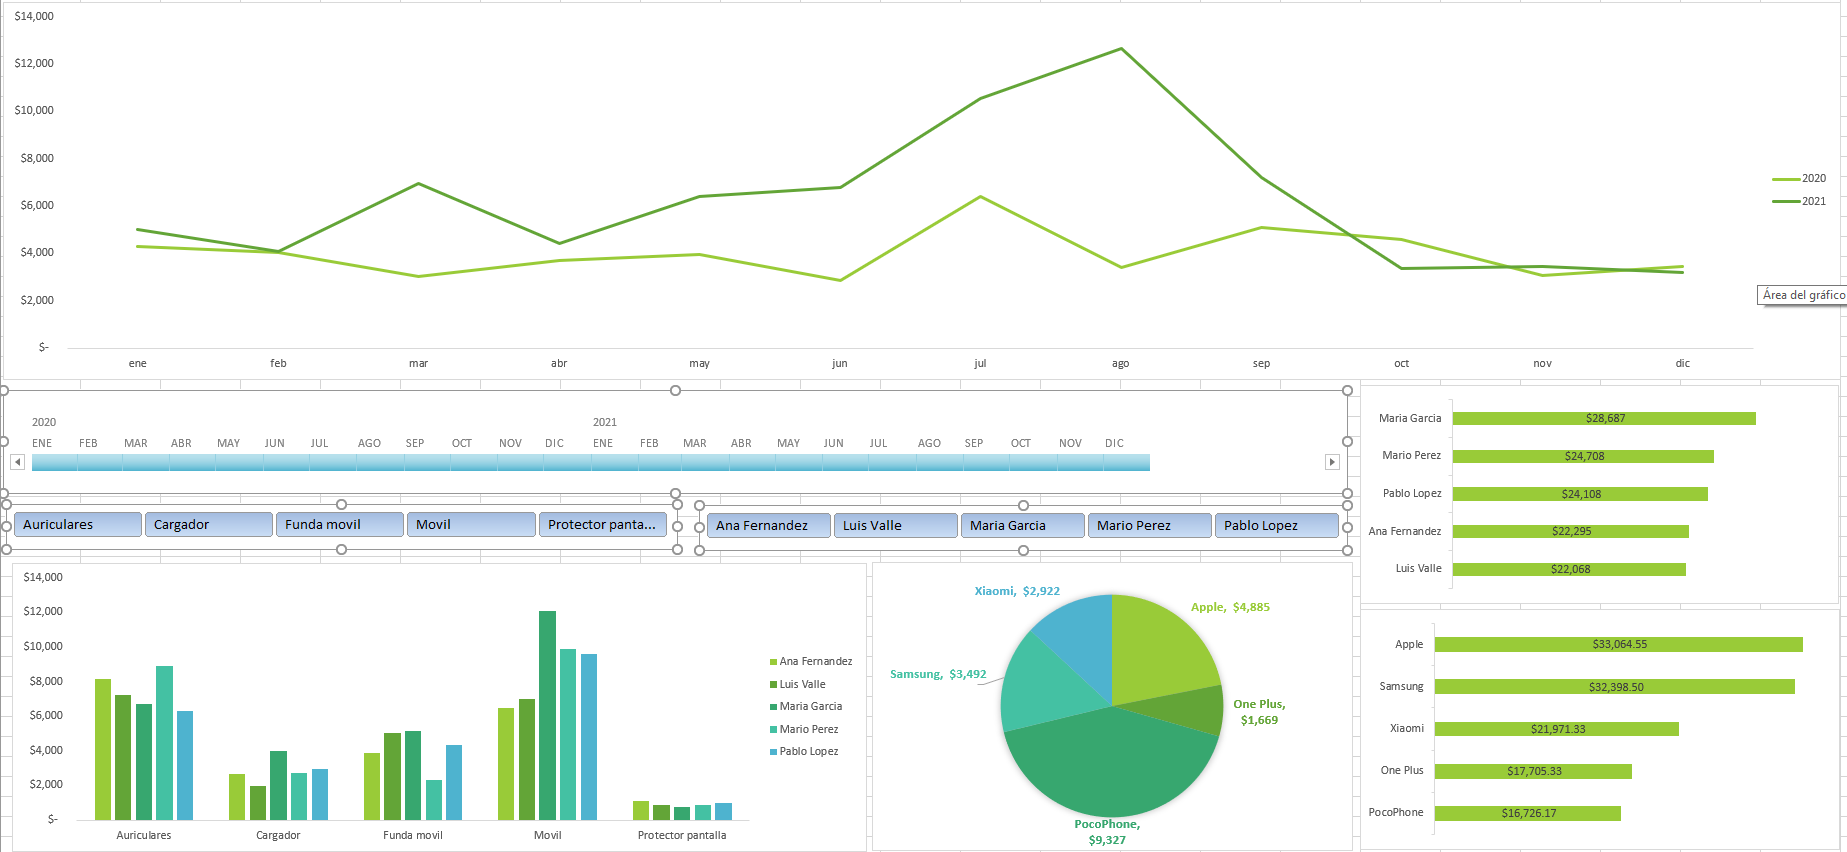 $14,000
$12,000
$10,000
$8,000
$6,000
$4,000
$2,000
$-
ene feb mar abr may jun jul ago sep oct nov dic
2020
2021
Área del gráfico
2020 2021
ENE FEB MAR ABR MAY JUN JUL AGO SEP OCT NOV DIC ENE FEB MAR ABR MAY JUN JUL AGO SEP OCT NOV DIC
Auriculares Cargador Funda movil Movil Protector panta...
Ana Fernandez Luis Valle Maria Garcia Mario Perez Pablo Lopez
Maria Garcia $28,687
Mario Perez $24,708
Pablo Lopez $24,108
Ana Fernandez $22,295
Luis Valle $22,068
$14,000
$12,000
$10,000
$8,000
$6,000
$4,000
$2,000
$-
Auriculares Cargador Funda movil Movil Protector pantalla
Ana Fernandez
Luis Valle
Maria Garcia
Mario Perez
Pablo Lopez
Xiaomi, $2,922
Apple, $4,885
Samsung, $3,492
One Plus,
$1,669
PocoPhone,
$9,327
Apple $33,064.55
Samsung $32,398.50
Xiaomi $21,971.33
One Plus $17,705.33
PocoPhone $16,726.17